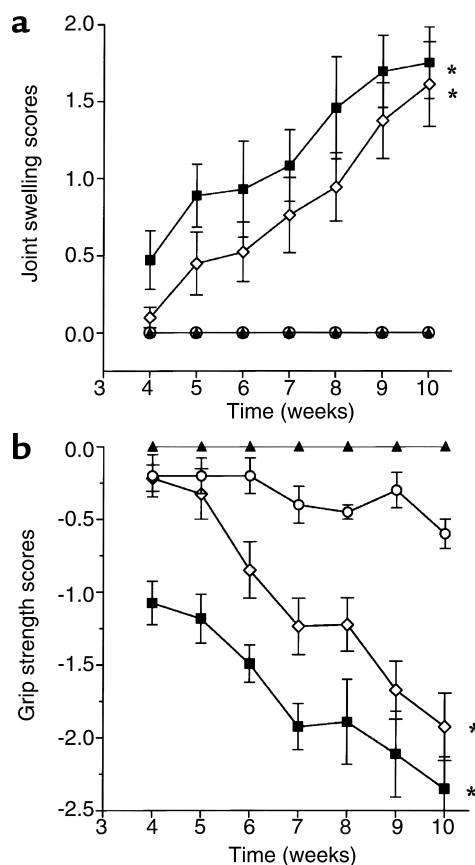 a
Joint swelling scores
2.0
1.5
1.0
0.5
0.0
*
*
3 4 5 6 7 8 9 10
Time (weeks)
b
Grip strength scores
0.0
-0.5
-1.0
-1.5
-2.0
-2.5
*
*
3 4 5 6 7 8 9 10
Time (weeks)